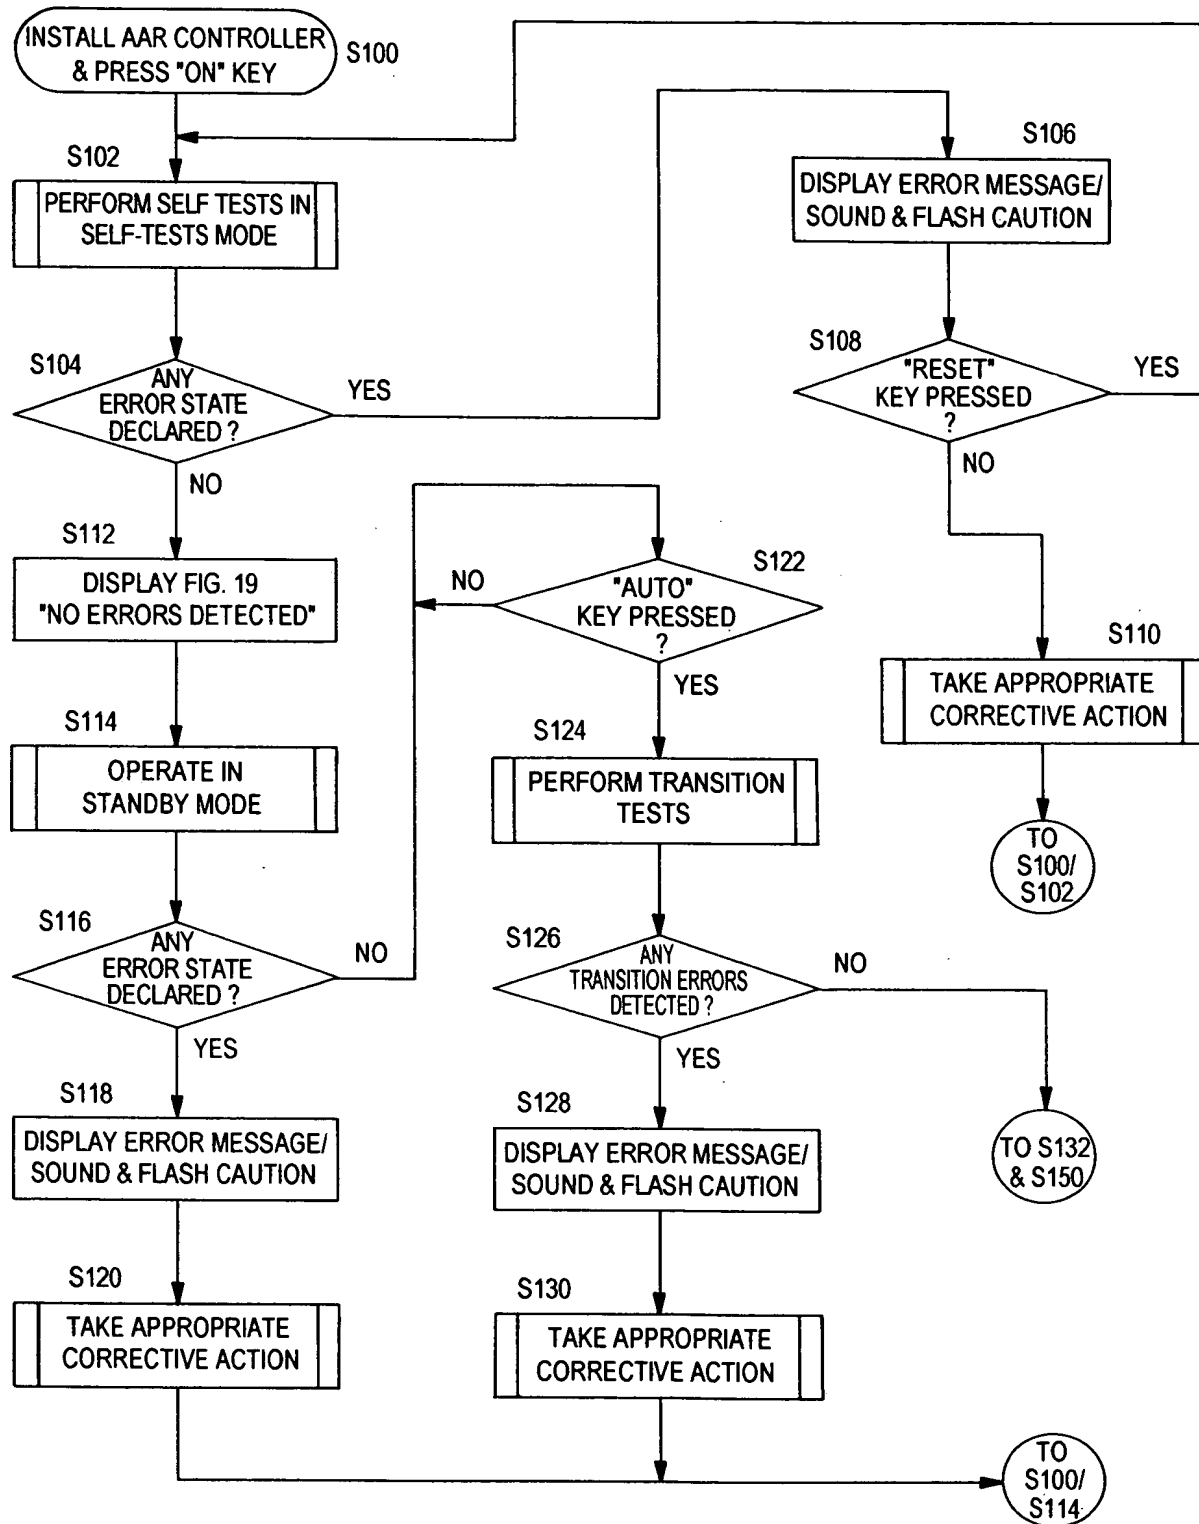 INSTALL AAR CONTROLLER
& PRESS "ON" KEY
S100
S102
PERFORM SELF TESTS IN
SELF-TESTS MODE
S104
ANY
ERROR STATE
DECLARED ?
YES
NO
S106
DISPLAY ERROR MESSAGE/
SOUND & FLASH CAUTION
S108
"RESET"
KEY PRESSED
?
YES
NO
S110
TAKE APPROPRIATE
CORRECTIVE ACTION
TO
S100/
S102
S112
DISPLAY FIG. 19
"NO ERRORS DETECTED"
S114
OPERATE IN
STANDBY MODE
S116
ANY
ERROR STATE
DECLARED ?
NO
YES
S118
DISPLAY ERROR MESSAGE/
SOUND & FLASH CAUTION
S120
TAKE APPROPRIATE
CORRECTIVE ACTION
S122
"AUTO"
KEY PRESSED
?
NO
YES
S124
PERFORM TRANSITION
TESTS
S126
ANY
TRANSITION ERRORS
DETECTED ?
NO
YES
TO S132
& S150
S128
DISPLAY ERROR MESSAGE/
SOUND & FLASH CAUTION
S130
TAKE APPROPRIATE
CORRECTIVE ACTION
TO
S100/
S114